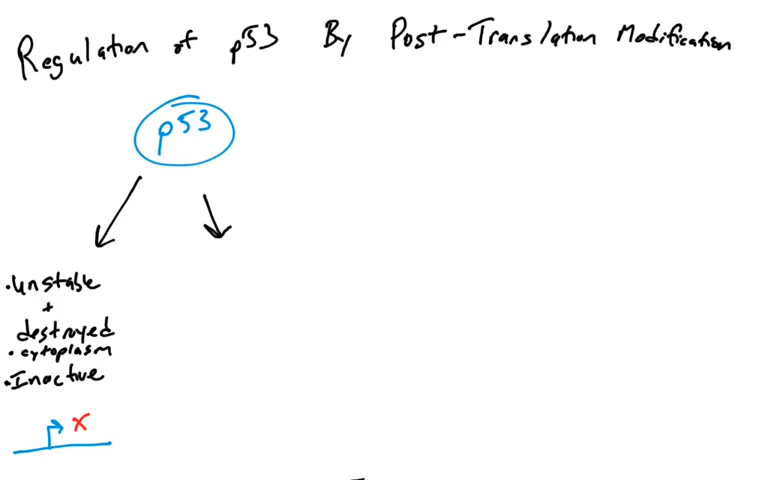 Regulation of p53 By Post-Translation Modification
p53
•Unstable
+
destroyed
•cytoplasm
•Inactive
x